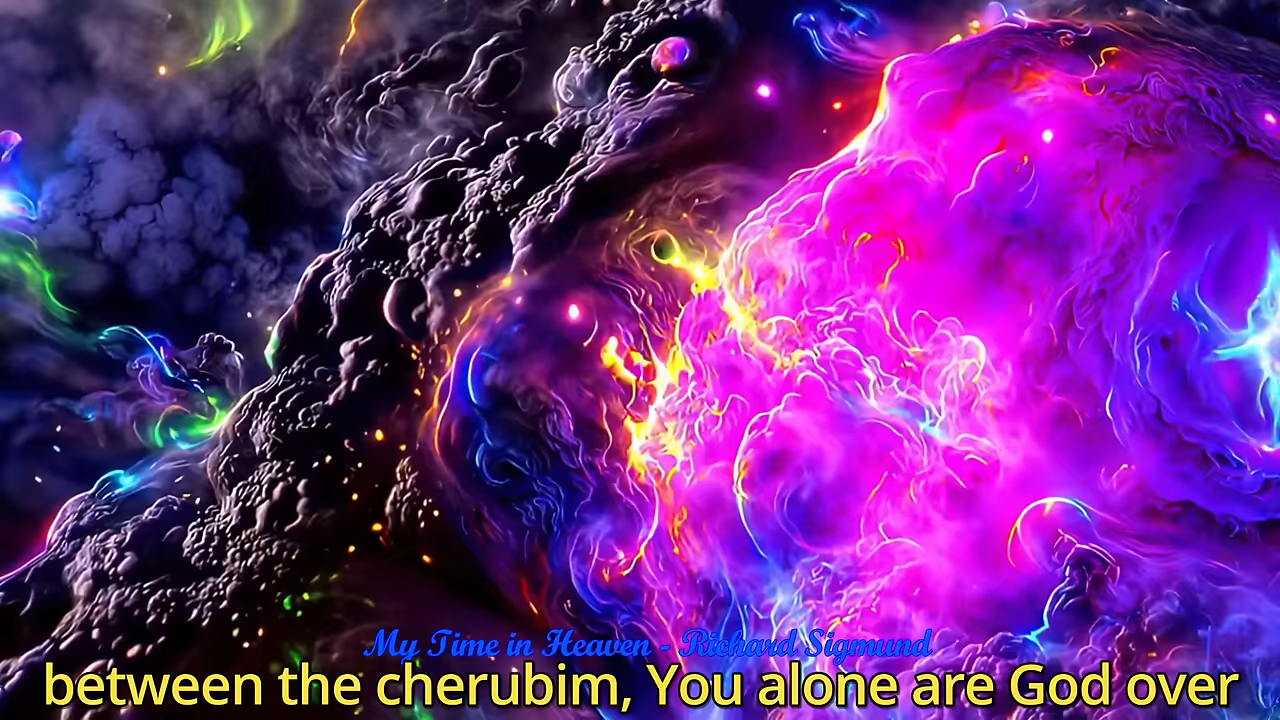 My Time in Heaven - Richard Sigmund
between the cherubim, You alone are God over